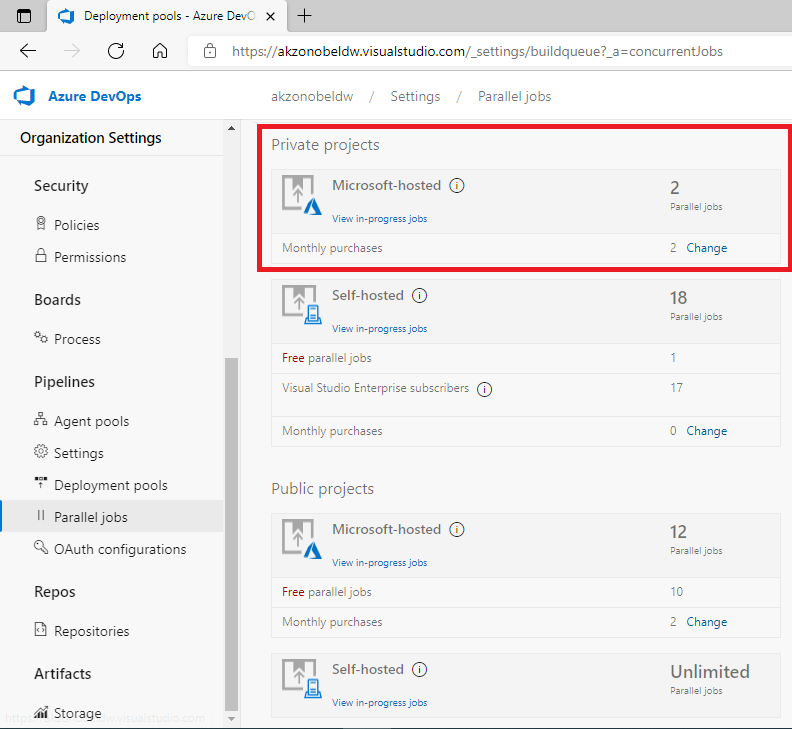 Deployment pools - Azure DevO
https://akzonobeldw.visualstudio.com/_settings/buildqueue?_a=concurrentJobs
Azure DevOps
akzonobeldw / Settings / Parallel jobs
Organization Settings
Security
Policies
Permissions
Boards
Process
Pipelines
Agent pools
Settings
Deployment pools
Parallel jobs
OAuth configurations
Repos
Repositories
Artifacts
Storage
https://akzonobeldw.visualstudio.com
Private projects
Microsoft-hosted
2
View in-progress jobs
Parallel jobs
Monthly purchases 2 Change
Self-hosted
18
View in-progress jobs
Parallel jobs
Free parallel jobs 1
Visual Studio Enterprise subscribers 17
Monthly purchases 0 Change
Public projects
Microsoft-hosted
12
View in-progress jobs
Parallel jobs
Free parallel jobs 10
Monthly purchases 2 Change
Self-hosted
Unlimited
View in-progress jobs
Parallel jobs